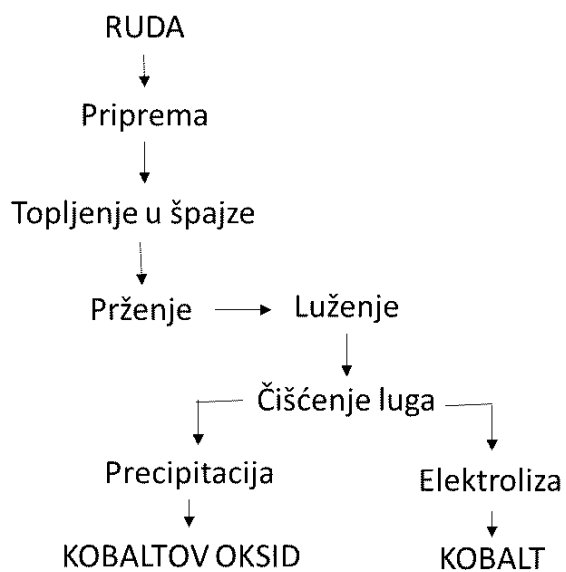 RUDA
Priprema
Topljenje u špajze
Prženje
Luženje
Čišćenje luga
Precipitacija
Elektroliza
KOBALTOV OKSID
KOBALT